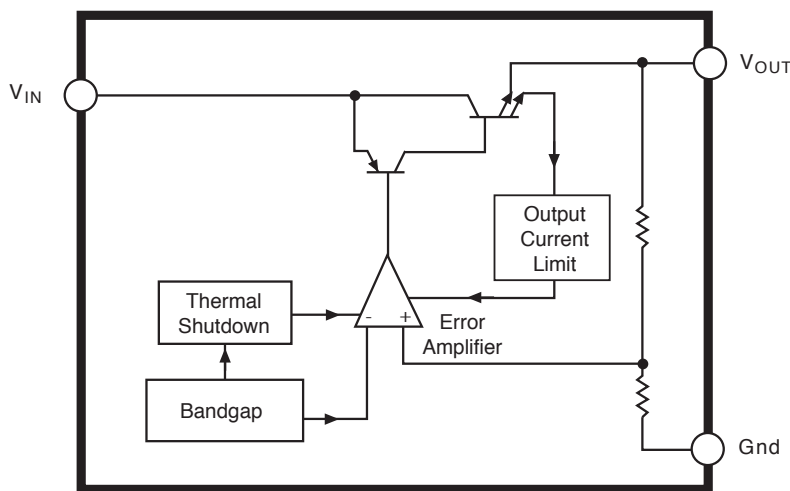 V_IN
V_OUT
Output
Current
Limit
Thermal
Shutdown
- +
Error
Amplifier
Bandgap
Gnd